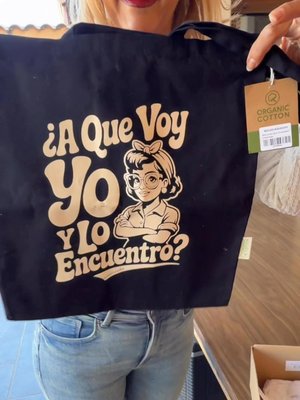 ¿A Que Voy
Yo
Y Lo
Encuentro?
ORGANIC
COTTON